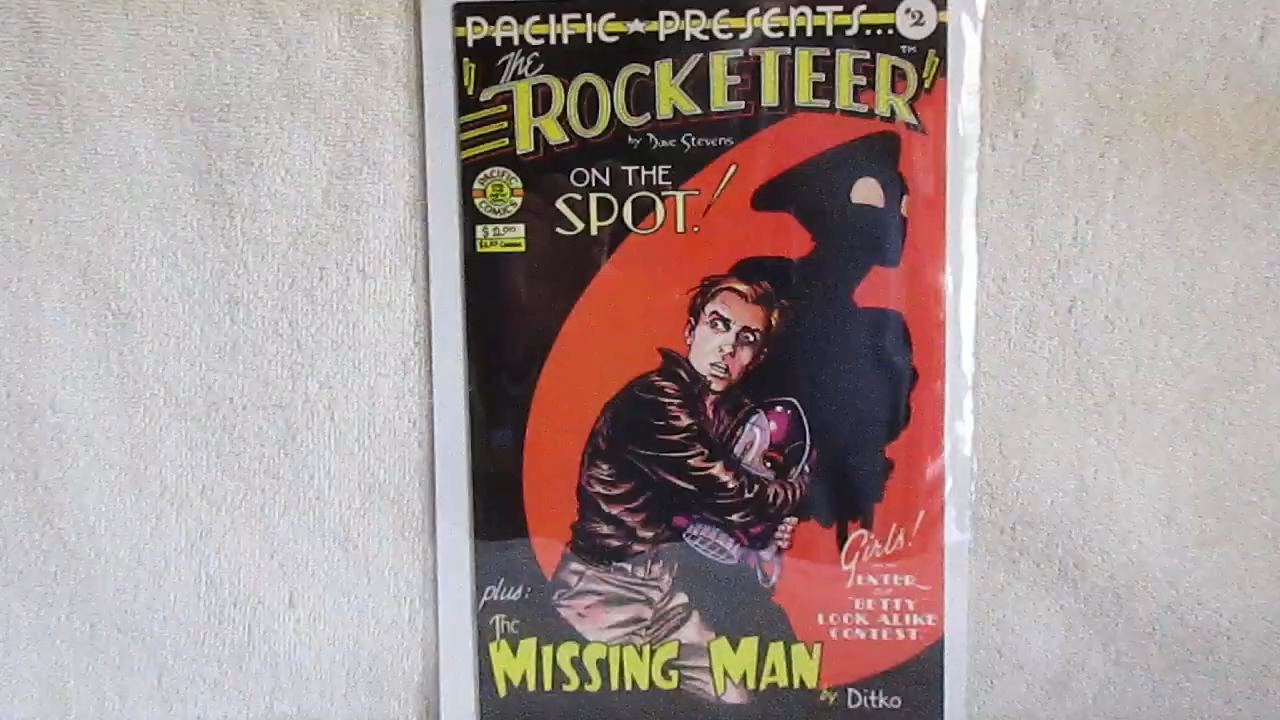 PACIFIC★PRESENTS... #2
"The
ROCKETEER"™
by Dave Stevens
PACIFIC
COMICS
ON THE
SPOT!
Girls!
ENTER
BETTY
LOOK ALIKE
CONTEST
plus:
The
MISSING MAN
by Ditko